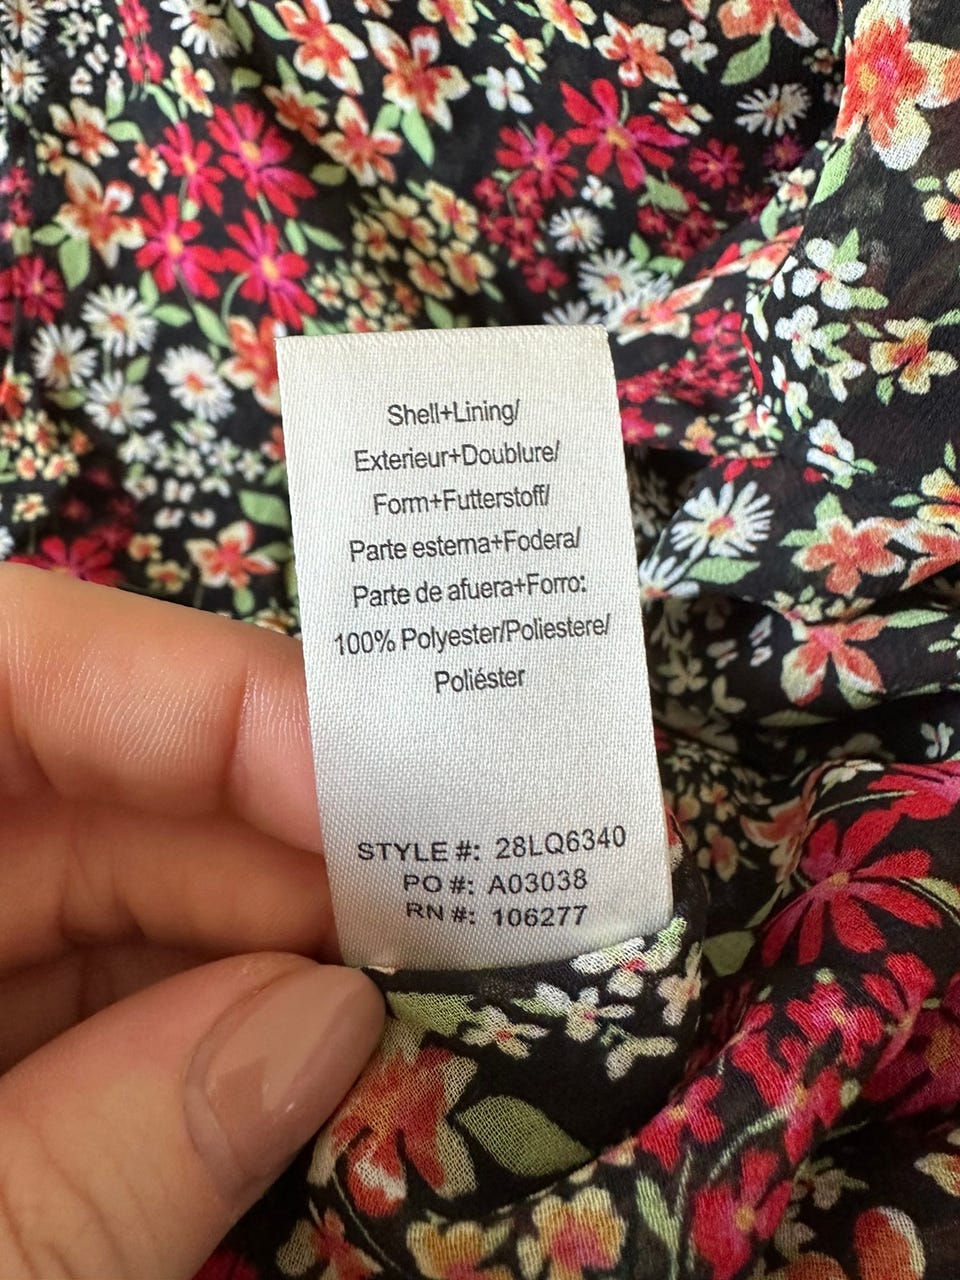 Shell+Lining/
Exterieur+Doublure/
Form+Futterstoff/
Parte esterna+Fodera/
Parte de afuera+Forro:
100% Polyester/Poliestere/
Poliéster
STYLE #: 28LQ6340
PO #: A03038
RN #: 106277